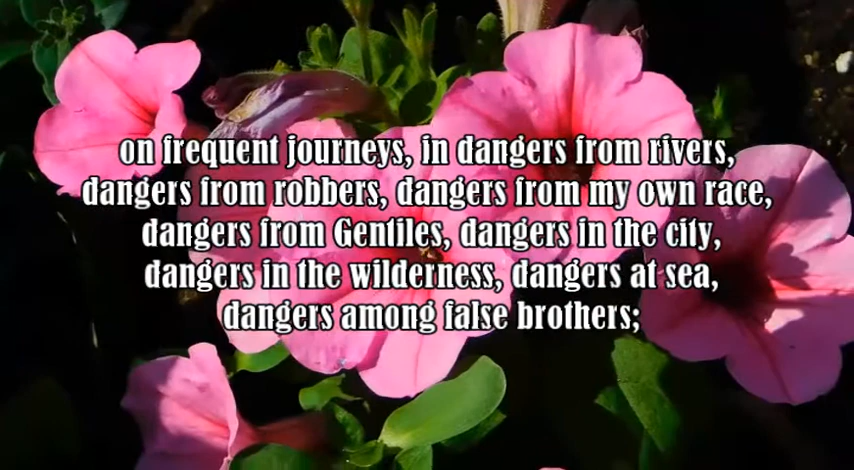 on frequent journeys, in dangers from rivers,
dangers from robbers, dangers from my own race,
dangers from Gentiles, dangers in the city,
dangers in the wilderness, dangers at sea,
dangers among false brothers;